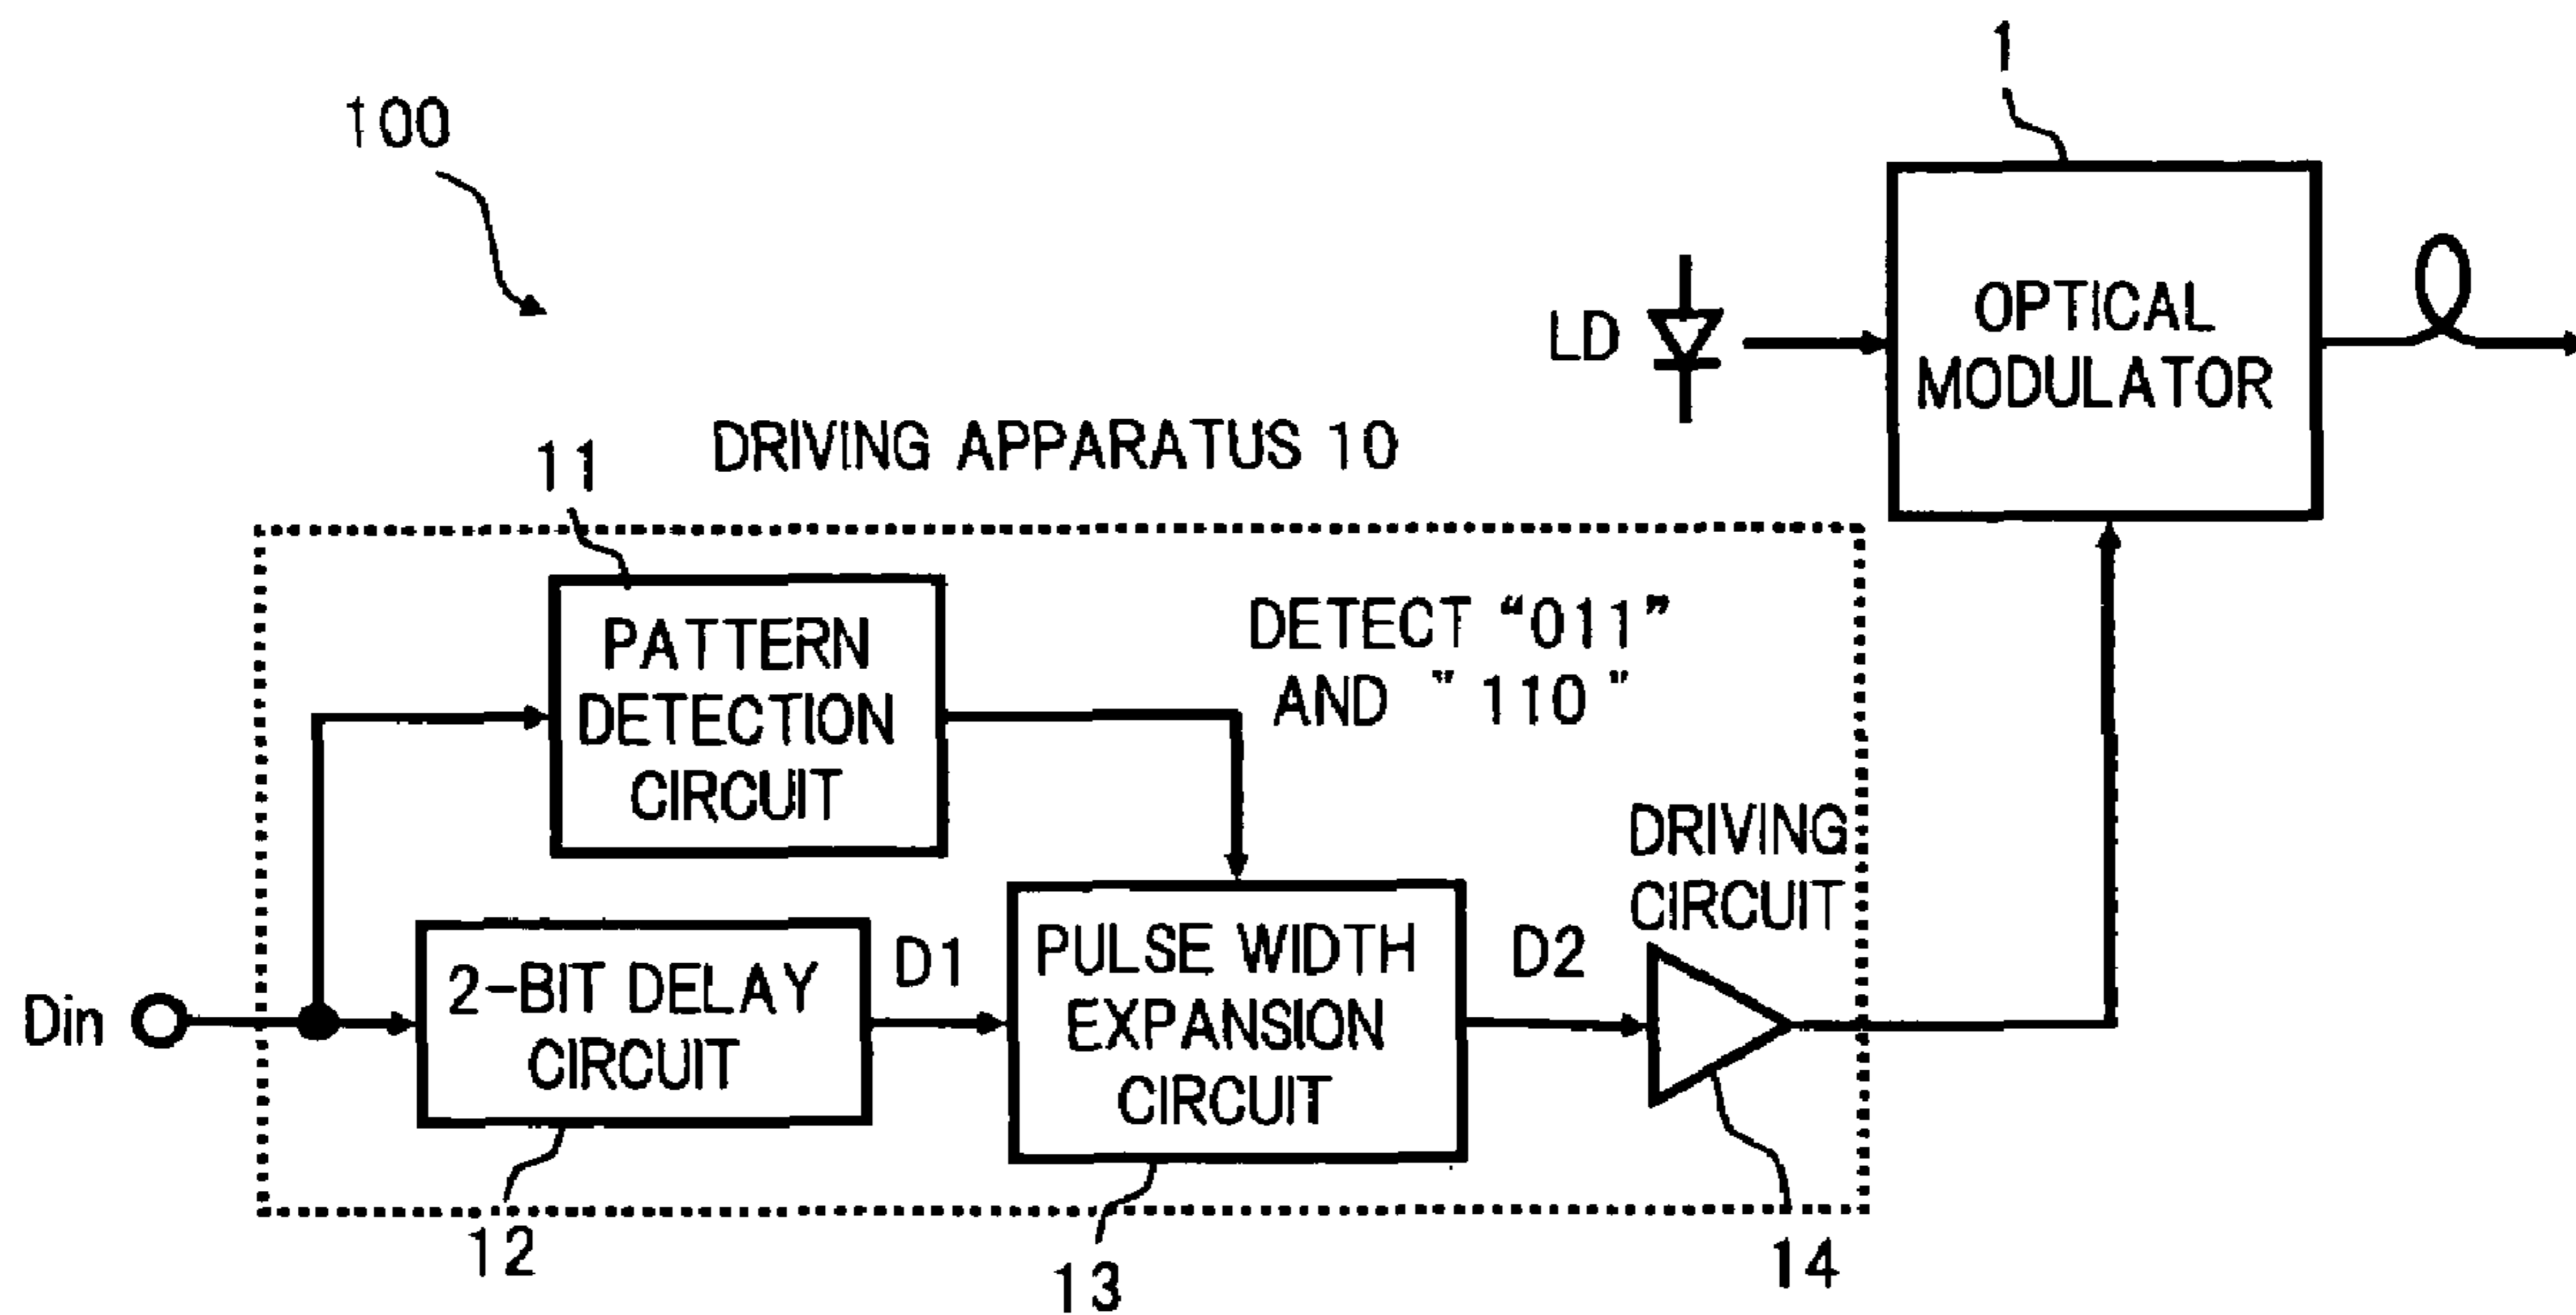 1
100
OPTICAL
MODULATOR
LD
DRIVING APPARATUS 10
11
PATTERN
DETECTION
CIRCUIT
DETECT “011”
AND " 110 "
DRIVING
CIRCUIT
Din
2-BIT DELAY
CIRCUIT
D1
PULSE WIDTH
EXPANSION
CIRCUIT
D2
12
13
14